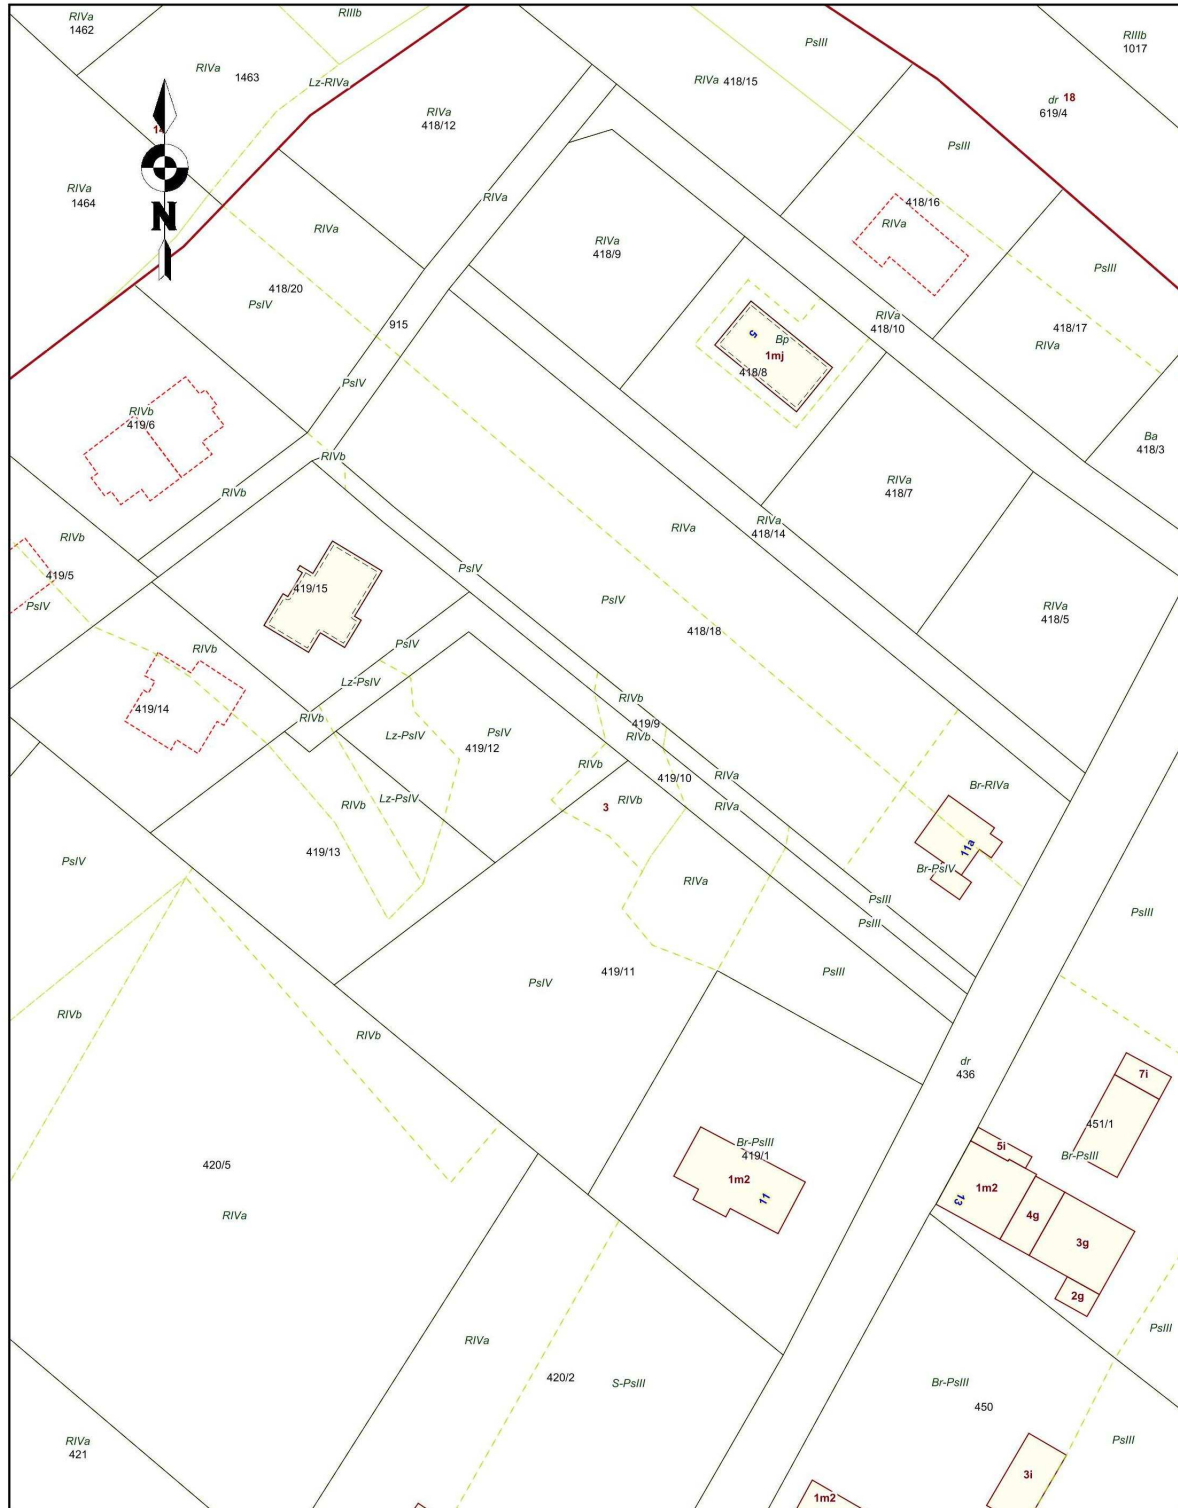 RIVa
1462
RIIIb
RIVa
1463
Lz-RIVa
PsIII
RIIIb
1017
RIVa
418/15
dr
18
619/4
RIVa
418/12
14
PsIII
RIVa
1464
N
RIVa
418/16
RIVa
RIVa
RIVa
418/9
PsIII
418/20
PsIV
915
RIVa
418/10
418/17
RIVa
5
Bp
1mj
418/8
PsIV
RIVb
419/6
Ba
418/3
RIVb
RIVb
RIVa
418/7
RIVa
RIVa
418/14
RIVb
419/5
PsIV
PsIV
419/15
PsIV
RIVa
418/5
418/18
RIVb
PsIV
Lz-PsIV
419/14
RIVb
RIVb
419/9
RIVb
Lz-PsIV
PsIV
419/12
RIVb
419/10
RIVa
Br-RIVa
Lz-PsIV
RIVb
3
RIVb
RIVa
419/13
11a
Br-PsIV
PsIV
RIVa
PsIII
PsIII
PsIII
419/11
PsIV
PsIII
RIVb
RIVb
dr
436
7i
451/1
Br-PsIII
5i
Br-PsIII
419/1
1m2
11
420/5
RIVa
1m2
13
4g
3g
2g
RIVa
PsIII
420/2
S-PsIII
Br-PsIII
450
RIVa
421
PsIII
3i
1m2